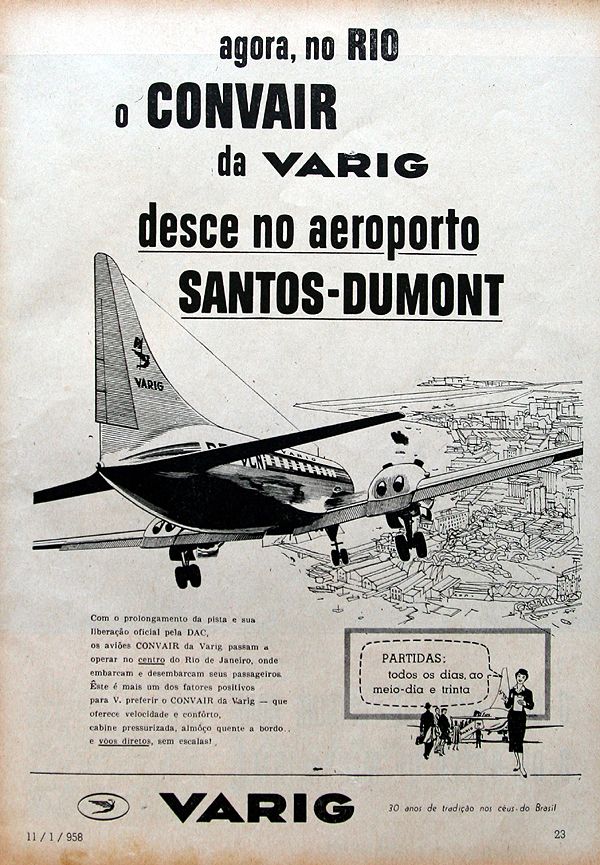 agora, no RIO
o CONVAIR
da VARIG
desce no aeroporto
SANTOS-DUMONT
VARIG
VARIG
Com o prolongamento da pista e sua
liberação oficial pela DAC,
os aviões CONVAIR da Varig passam a
operar no centro do Rio de Janeiro, onde
embarcam e desembarcam seus passageiros.
Êste é mais um dos fatores positivos
para V. preferir o CONVAIR da Varig — que
oferece velocidade e confôrto,
cabine pressurizada, almôço quente a bordo..
e vôos diretos, sem escalas!
PARTIDAS:
todos os dias, ao
meio-dia e trinta
VARIG
30 anos de tradição nos céus do Brasil
11/1/958
23